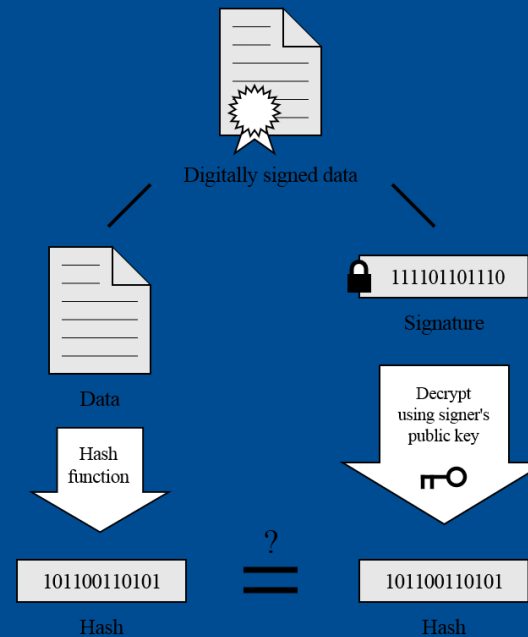 Digitally signed data
111101101110
Signature
Data
Decrypt
using signer's
public key
Hash
function
?
=
101100110101
101100110101
Hash
Hash